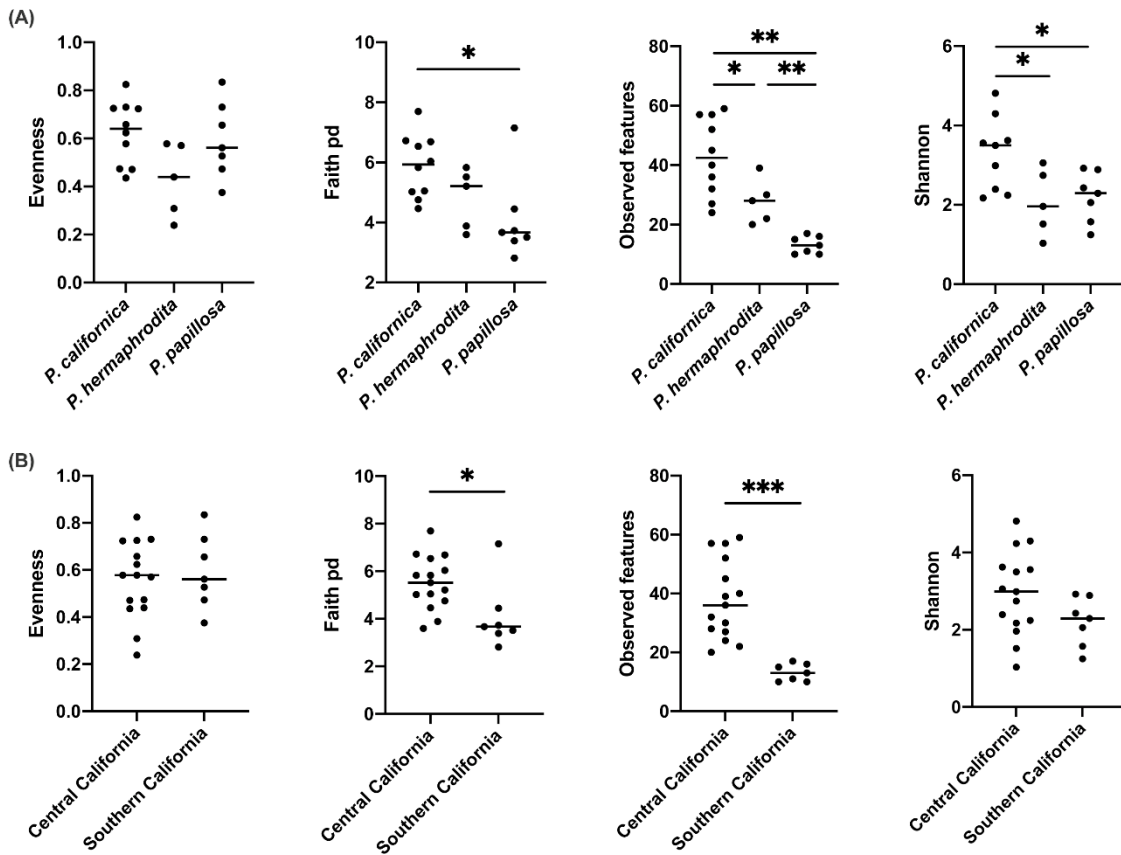 (A)
Evenness
1.0
0.8
0.6
0.4
0.2
0.0
P. californica
P. hermaphrodita
P. papillosa
Faith pd
10
8
6
4
2
*
P. californica
P. hermaphrodita
P. papillosa
Observed features
80
60
40
20
0
**
*
**
P. californica
P. hermaphrodita
P. papillosa
Shannon
6
4
2
0
*
*
P. californica
P. hermaphrodita
P. papillosa
(B)
Evenness
1.0
0.8
0.6
0.4
0.2
0.0
Central California
Southern California
Faith pd
10
8
6
4
2
0
*
Central California
Southern California
Observed features
80
60
40
20
0
***
Central California
Southern California
Shannon
6
4
2
0
Central California
Southern California